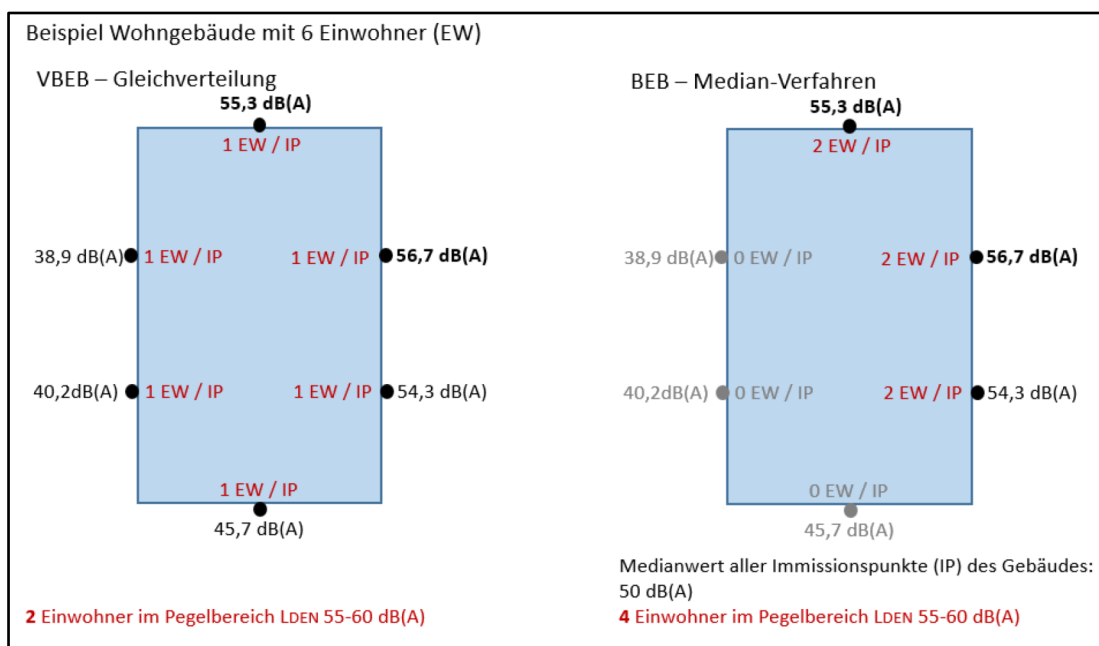 Beispiel Wohngebäude mit 6 Einwohner (EW)
VBEB – Gleichverteilung
55,3 dB(A)
1 EW / IP
38,9 dB(A)
1 EW / IP
1 EW / IP
56,7 dB(A)
40,2dB(A)
1 EW / IP
1 EW / IP
54,3 dB(A)
1 EW / IP
45,7 dB(A)
2 Einwohner im Pegelbereich LDEN 55-60 dB(A)
BEB – Median-Verfahren
55,3 dB(A)
2 EW / IP
38,9 dB(A)
0 EW / IP
2 EW / IP
56,7 dB(A)
40,2dB(A)
0 EW / IP
2 EW / IP
54,3 dB(A)
0 EW / IP
45,7 dB(A)
Medianwert aller Immissionspunkte (IP) des Gebäudes:
50 dB(A)
4 Einwohner im Pegelbereich LDEN 55-60 dB(A)